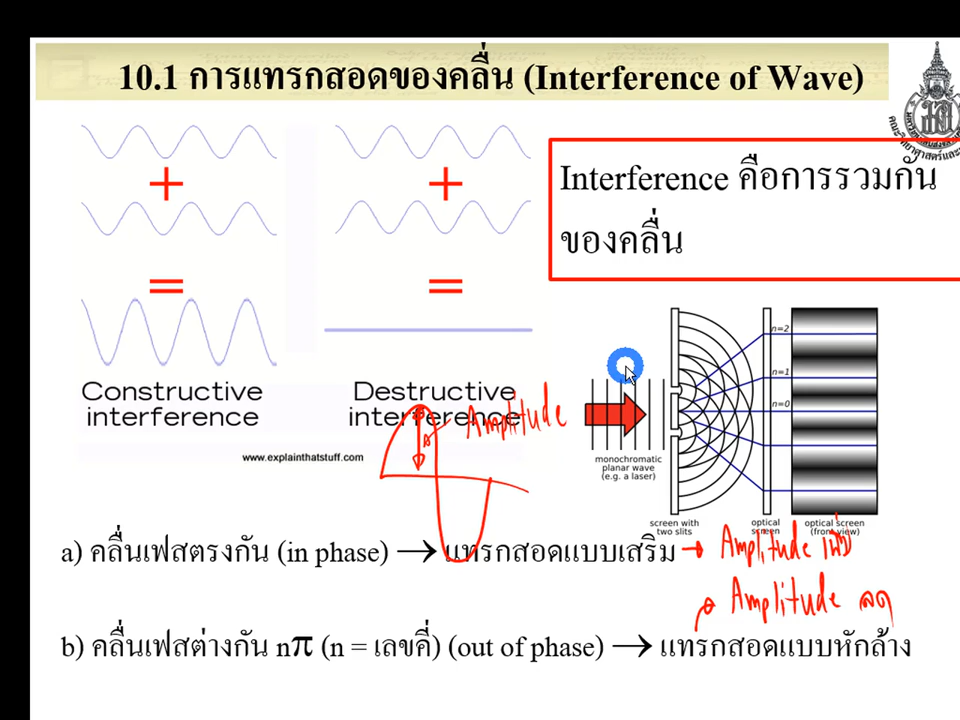 10.1 การแทรกสอดของคลื่น (Interference of Wave)
+
+
Interference คือการรวมกัน
ของคลื่น
=
=
Constructive
interference
Destructive
interference
Amplitude
www.explainthatstuff.com
n=2
n=1
n=0
monochromatic
planar wave
(e.g. a laser)
screen with
two slits
optical
screen
optical screen
(front view)
a) คลื่นเฟสตรงกัน (in phase) → แทรกสอดแบบเสริม → Amplitude เพิ่ม
Amplitude ลด
b) คลื่นเฟสต่างกัน nπ (n = เลขคี่) (out of phase) → แทรกสอดแบบหักล้าง